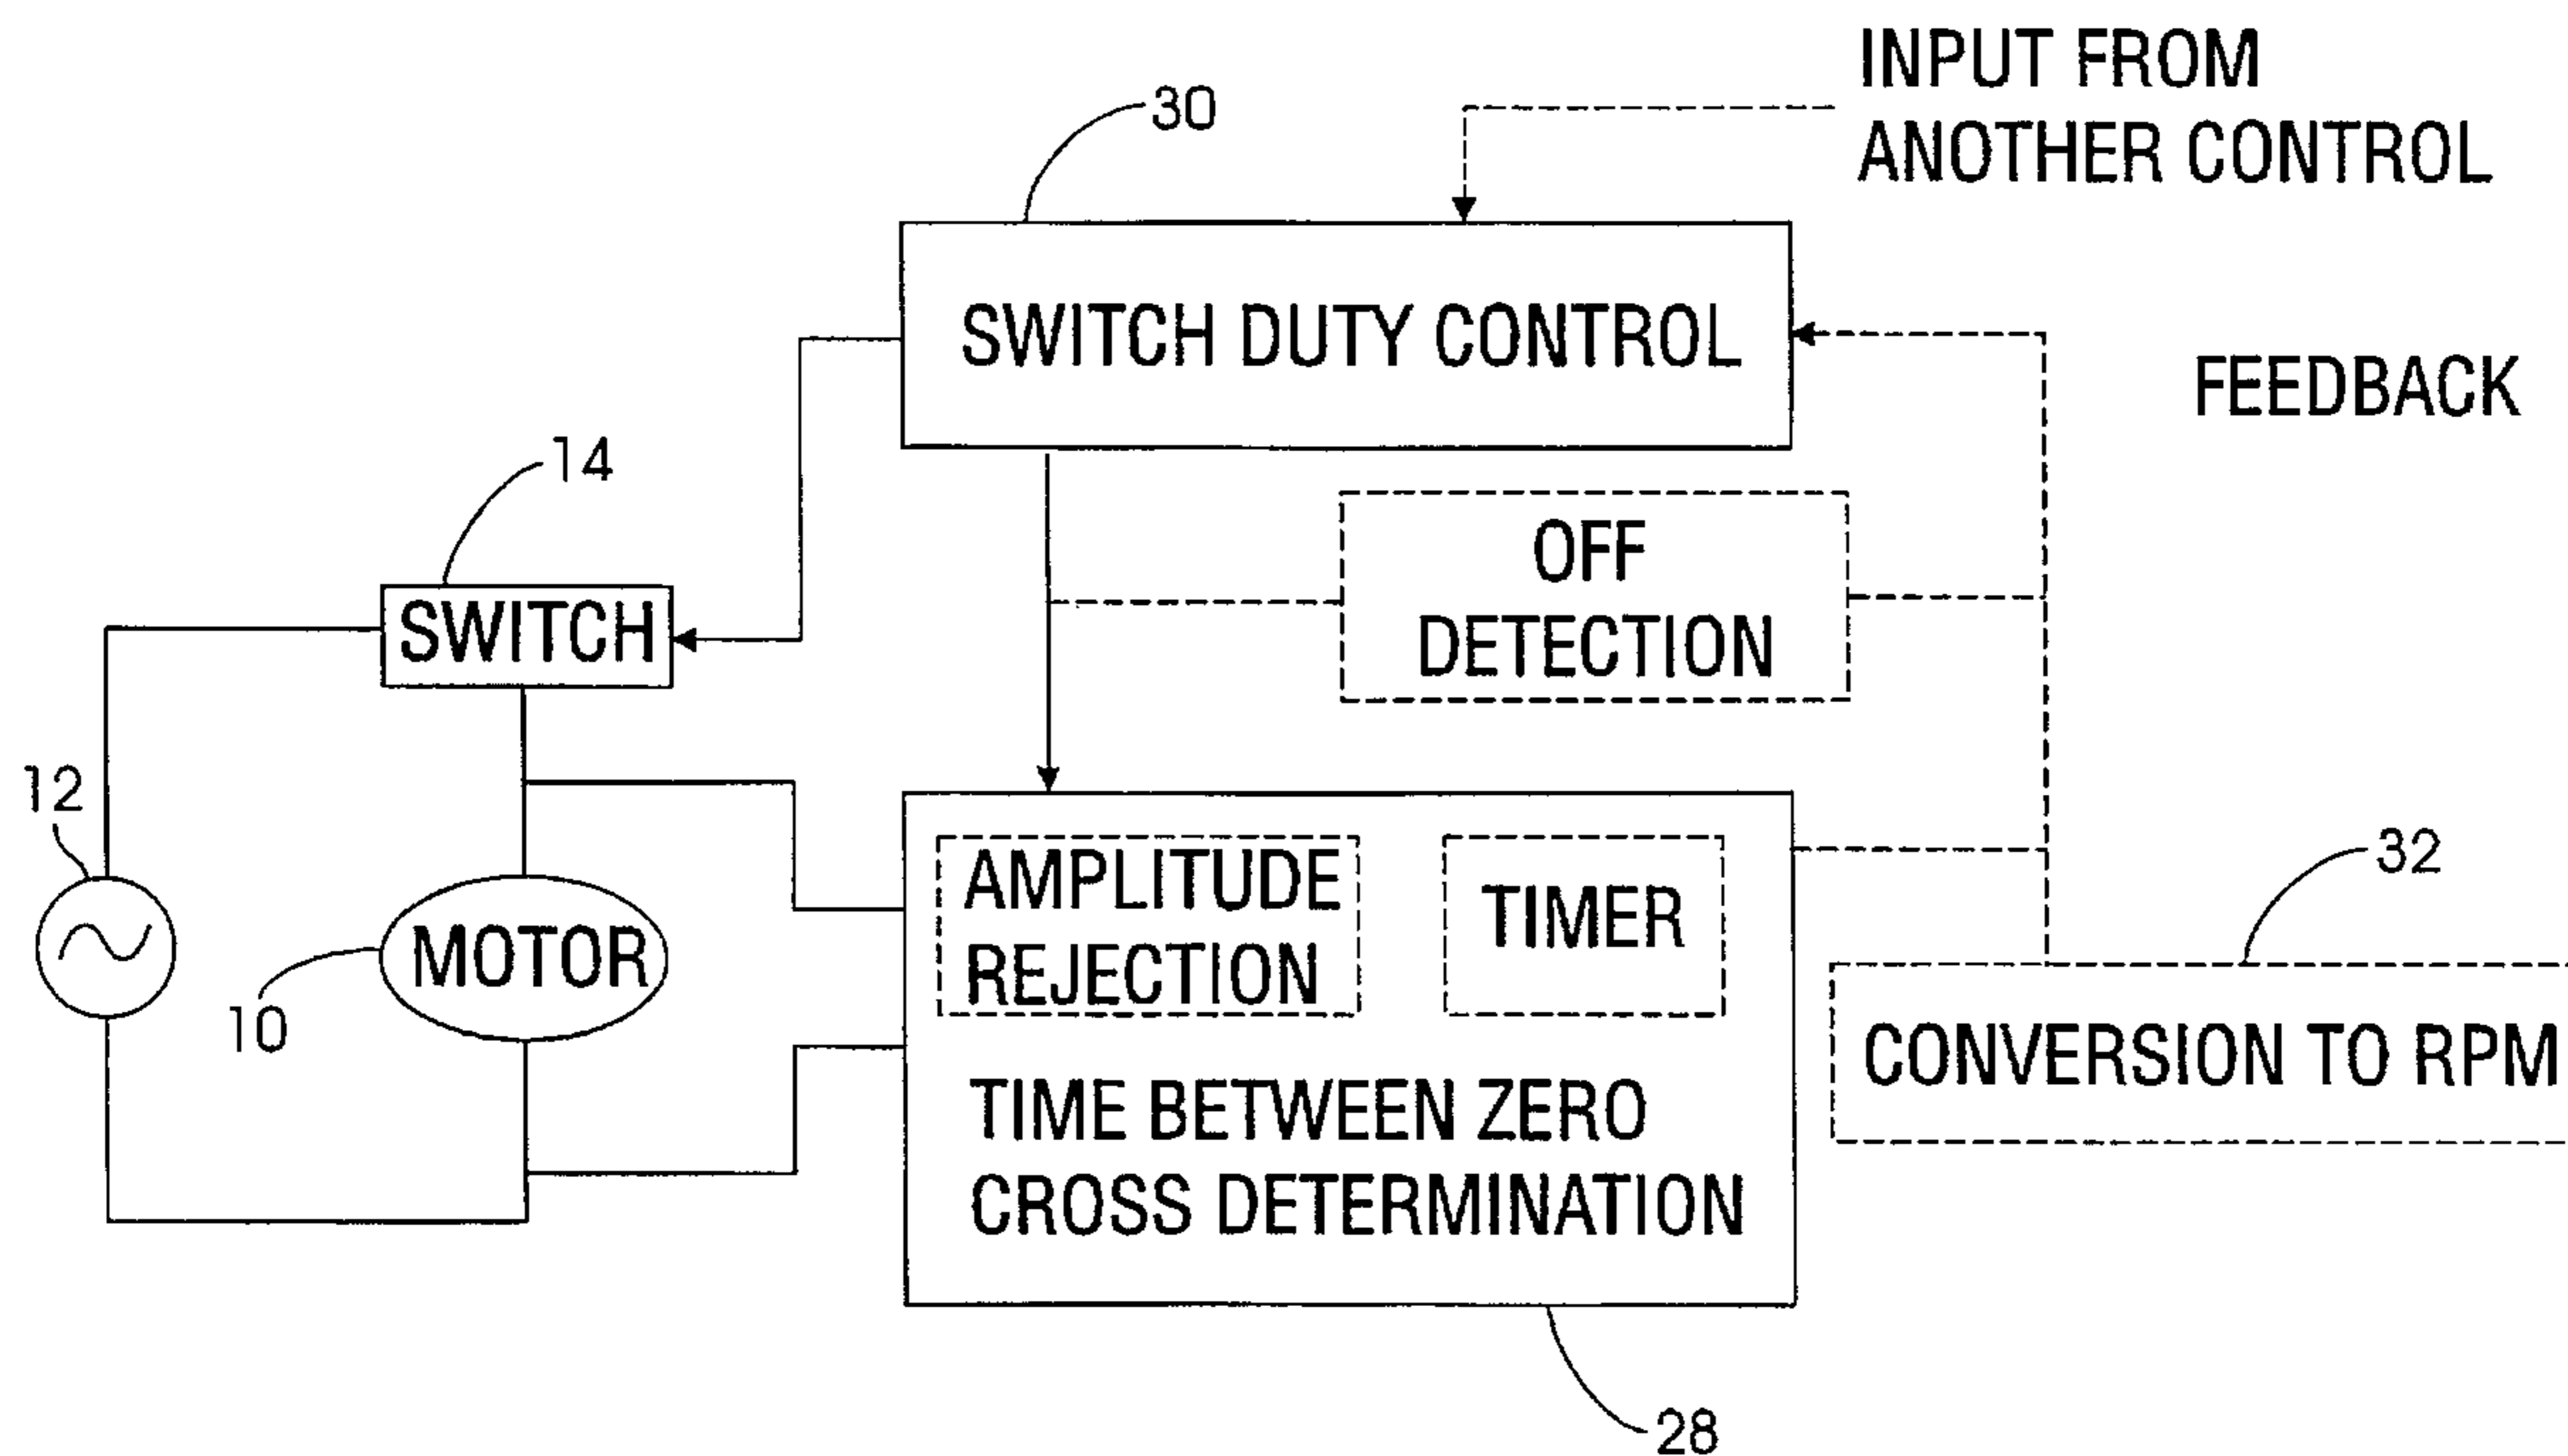 INPUT FROM
ANOTHER CONTROL
30
SWITCH DUTY CONTROL
FEEDBACK
14
SWITCH
OFF
DETECTION
12
MOTOR
10
AMPLITUDE
REJECTION
TIMER
32
CONVERSION TO RPM
TIME BETWEEN ZERO
CROSS DETERMINATION
28